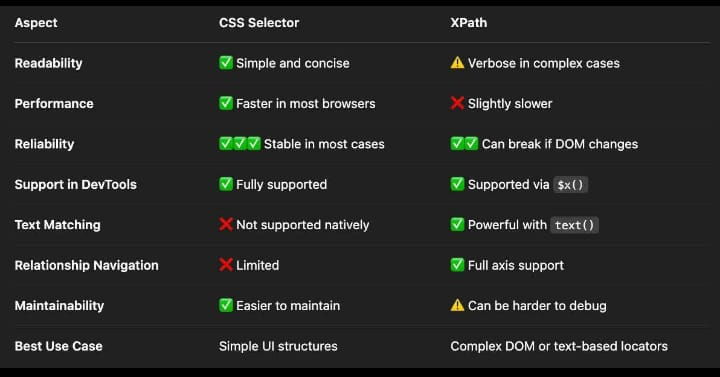 Aspect CSS Selector XPath
Readability ✅ Simple and concise ⚠️ Verbose in complex cases
Performance ✅ Faster in most browsers ❌ Slightly slower
Reliability ✅✅✅ Stable in most cases ✅✅ Can break if DOM changes
Support in DevTools ✅ Fully supported ✅ Supported via $x()
Text Matching ❌ Not supported natively ✅ Powerful with text()
Relationship Navigation ❌ Limited ✅ Full axis support
Maintainability ✅ Easier to maintain ⚠️ Can be harder to debug
Best Use Case Simple UI structures Complex DOM or text-based locators